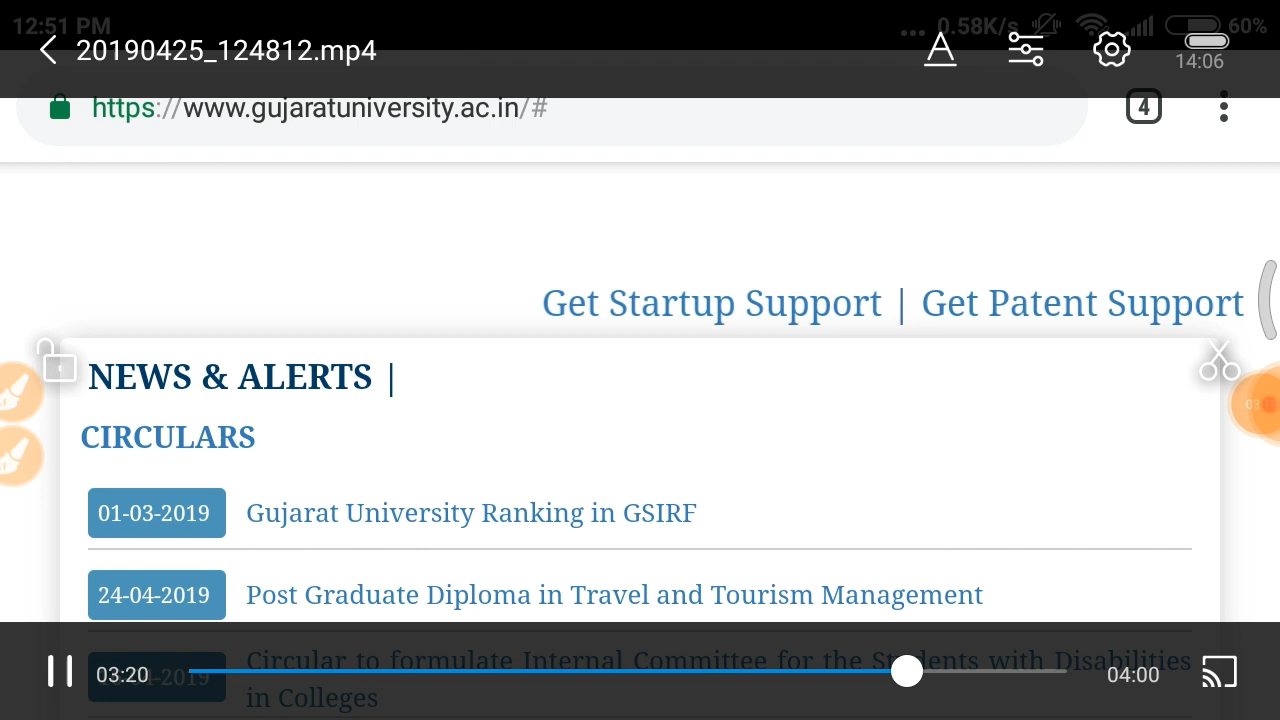 12:51 PM
... 0.58K/s 60%
20190425_124812.mp4
A
14:06
https://www.gujaratuniversity.ac.in/#
4
Get Startup Support | Get Patent Support
NEWS & ALERTS |
CIRCULARS
01-03-2019 Gujarat University Ranking in GSIRF
24-04-2019 Post Graduate Diploma in Travel and Tourism Management
Circular to formulate Internal Committee for the Students with Disabilities
in Colleges
03:20
04:00